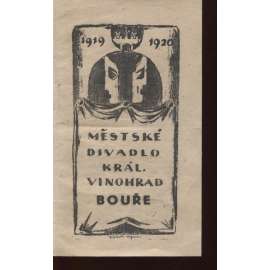 1919 1920
MĚSTSKÉ
DIVADLO
KRÁL.
VINOHRAD
BOUŘE